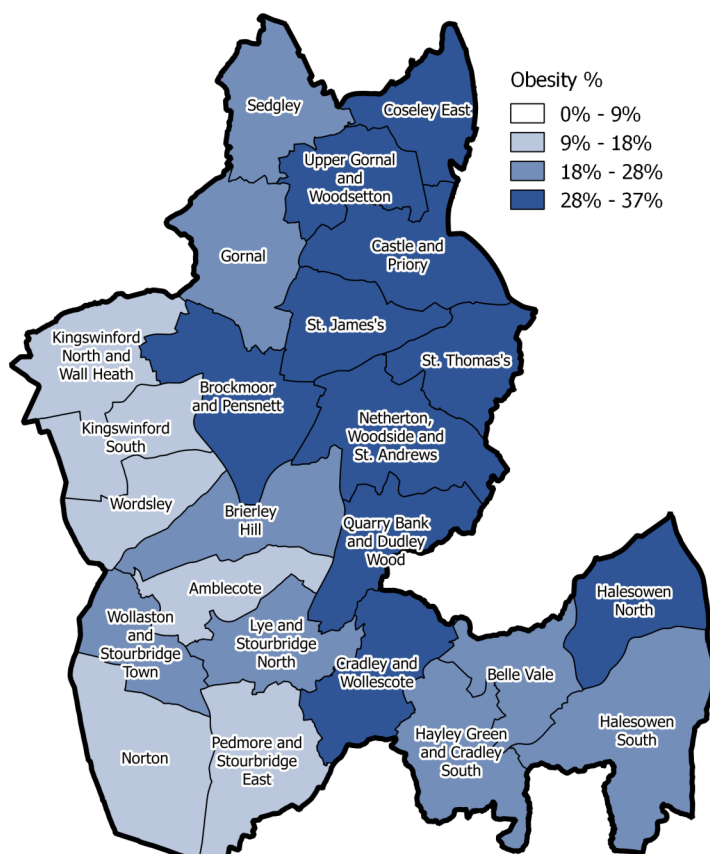 Obesity %
0% - 9%
9% - 18%
18% - 28%
28% - 37%
Sedgley
Coseley East
Upper Gornal
and
Woodsetton
Gornal
Castle and
Priory
St. James's
Kingswinford
North and
Wall Heath
St. Thomas's
Brockmoor
and Pensnett
Netherton,
Woodside and
St. Andrews
Kingswinford
South
Wordsley
Brierley
Hill
Quarry Bank
and Dudley
Wood
Amblecote
Halesowen
North
Wollaston
and
Stourbridge
Town
Lye and
Stourbridge
North
Cradley and
Wollescote
Belle Vale
Halesowen
South
Hayley Green
and Cradley
South
Norton
Pedmore and
Stourbridge
East